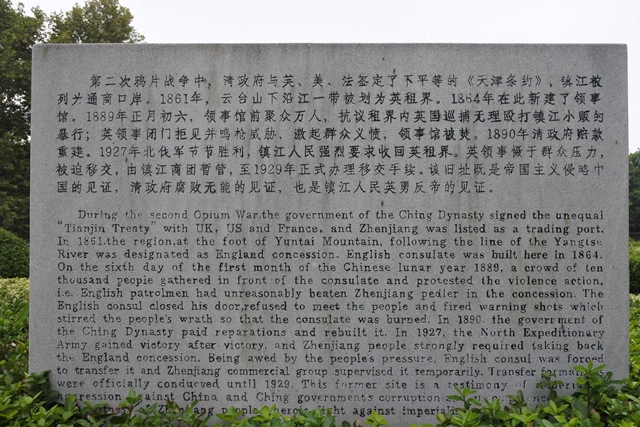 第二次鸦片战争中，清政府与英、美、法签定了不平等的《天津条约》，镇江被
列为通商口岸。1861年，云台山下沿江一带被划为英租界。1864年在此新建了领事
馆。1889年正月初六，领事馆前聚众万人，抗议租界内英国巡捕无理殴打镇江小贩的
暴行；英领事闭门拒见并鸣枪威胁，激起群众义愤，领事馆被焚。1890年清政府赔款
重建。1927年北伐军节节胜利，镇江人民强烈要求收回英租界。英领事慑于群众压力，
被迫移交，由镇江商团暂管，至1929年正式办理移交手续。该旧址既是帝国主义侵略中
国的见证，清政府腐败无能的见证，也是镇江人民英勇反帝的见证。
During the second Opium War.the government of the Ching Dynasty signed the unequal
"Tianjin Treaty" with UK, US and France, and Zhenjiang was listed as a trading port.
In 1861.the region,at the foot of Yuntai Mountain, following the line of the Yangtse
River was designated as England concession. English consulate was built here in 1864.
On the sixth day of the first month of the Chinese lunar year 1889, a crowd of ten
thousand people gathered in front of the consulate and protested the violence action,
i.e. English patrolmen had unreasonably beaten Zhenjiang pedler in the concession. The
English consul closed his door,refused to meet the people and fired warning shots which
stirred the people's wrath so that the consulate was burned. In 1890. the government of
the Ching Dynasty paid reparations and rebuilt it. In 1927, the North Expeditionary
Army gained victory after victory, and Zhenjiang people strongly required taking back
the England concession. Being awed by the people's pressure, English consul was forced
to transfer it and Zhenjiang commercial group supervised it temporarily. Transfer
were officially conducued until 1929. This former site is a testimony of
aggression against China and Ching governments corruption
Zhenjiang people fight against